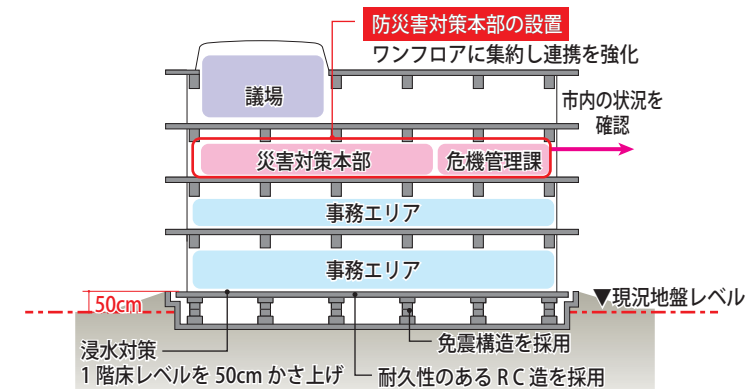 防災害対策本部の設置
ワンフロアに集約し連携を強化
議場
市内の状況を
確認
災害対策本部
危機管理課
事務エリア
事務エリア
50cm
▼現況地盤レベル
浸水対策
1階床レベルを50cmかさ上げ
免震構造を採用
耐久性のあるRC造を採用